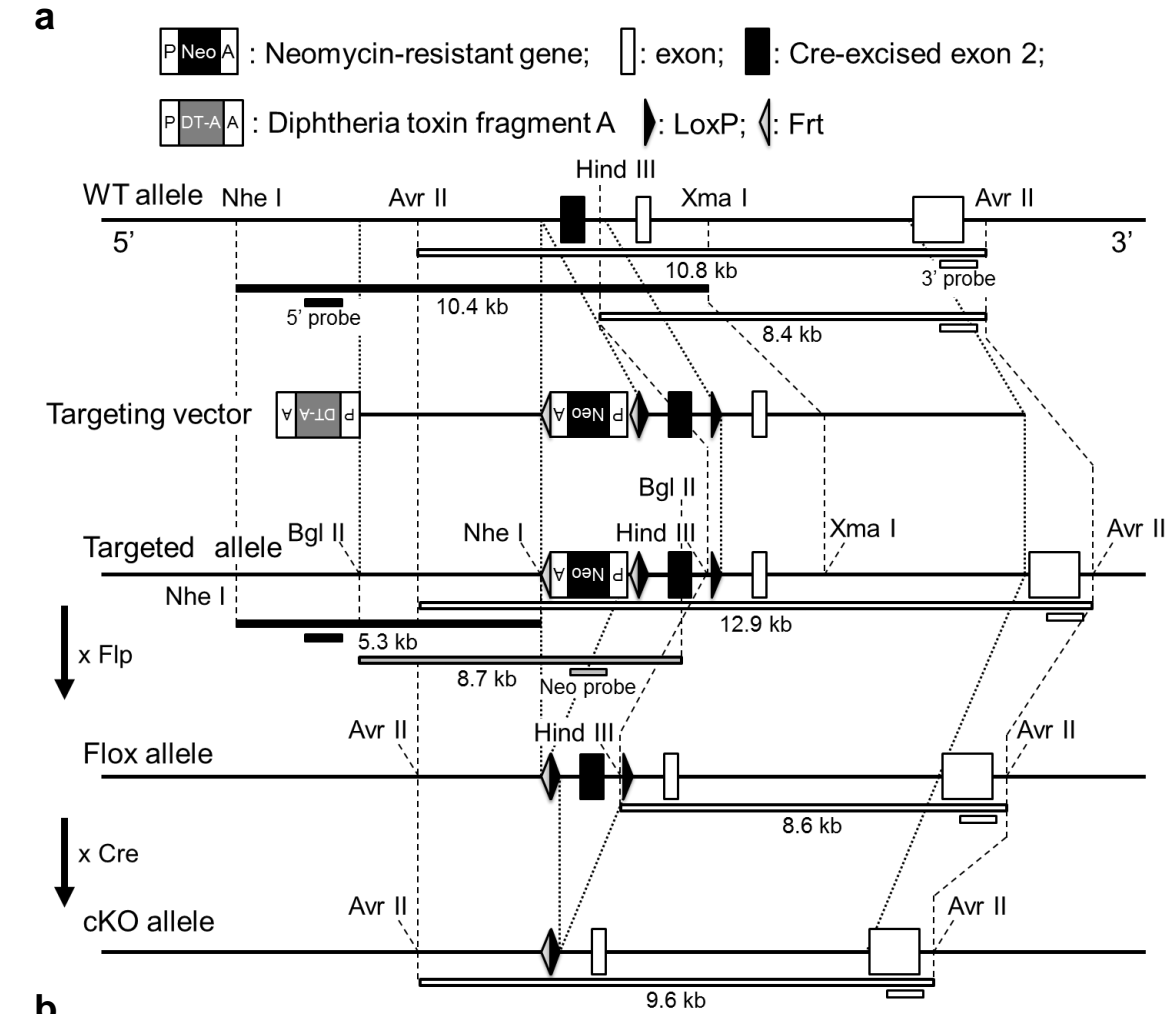 a
P Neo A : Neomycin-resistant gene; : exon; : Cre-excised exon 2;
P DT-A A : Diphtheria toxin fragment A : LoxP; : Frt
Hind III
WT allele Nhe I Avr II Xma I Avr II
5’ 3’
10.8 kb 3’ probe
10.4 kb
5’ probe
8.4 kb
Targeting vector A DT-A P A Neo P
Bgl II
Targeted allele Bgl II Nhe I Hind III Xma I Avr II
A Neo P
Nhe I
12.9 kb
5.3 kb
x Flp
8.7 kb Neo probe
Avr II Hind III Avr II
Flox allele
8.6 kb
x Cre
Avr II Avr II
cKO allele
9.6 kb
b